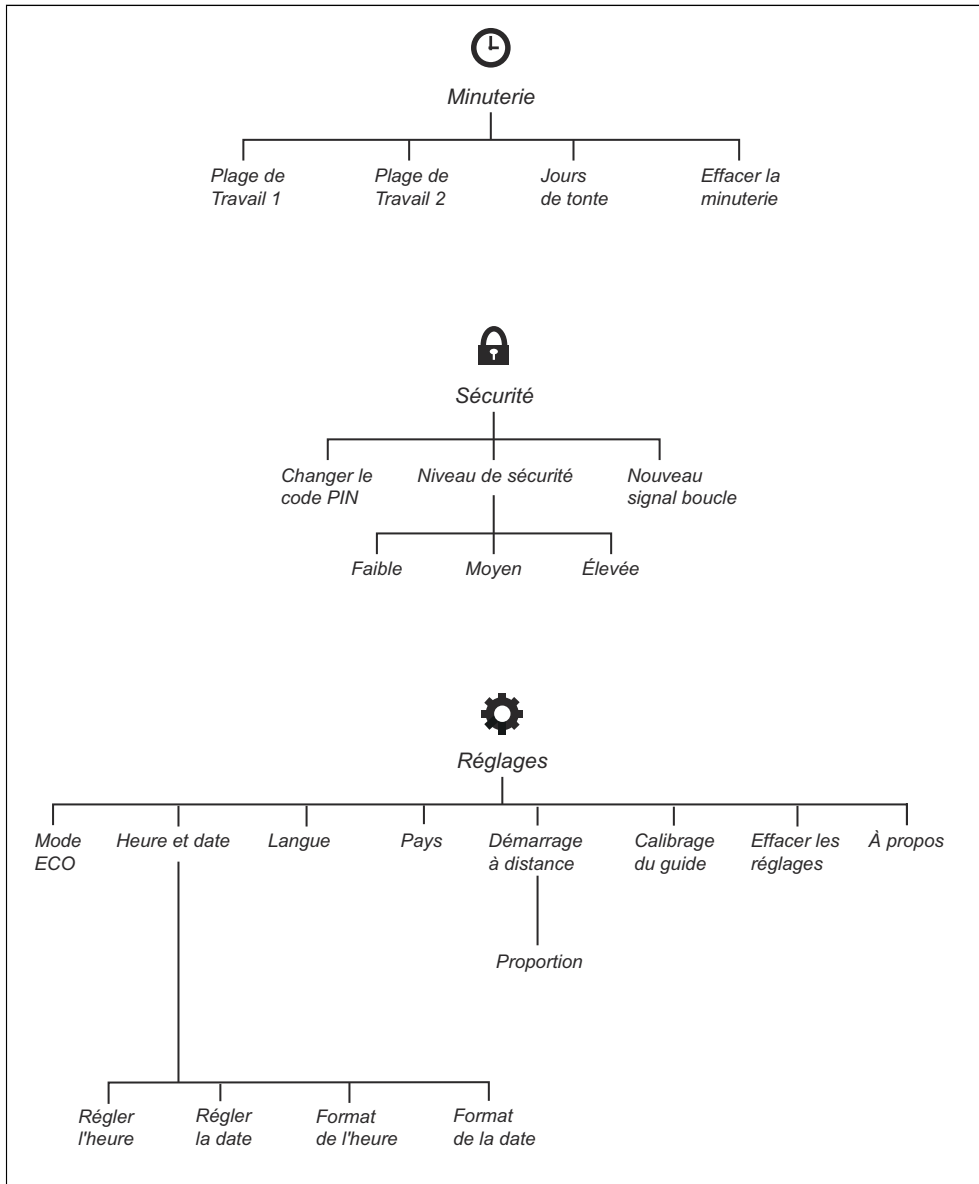 Minuterie
Plage de
Travail 1
Plage de
Travail 2
Jours
de tonte
Effacer la
minuterie
Sécurité
Changer le
code PIN
Niveau de sécurité
Nouveau
signal boucle
Faible
Moyen
Élevée
Réglages
Mode
ECO
Heure et date
Langue
Pays
Démarrage
à distance
Calibrage
du guide
Effacer les
réglages
À propos
Proportion
Régler
l'heure
Régler
la date
Format
de l'heure
Format
de la date